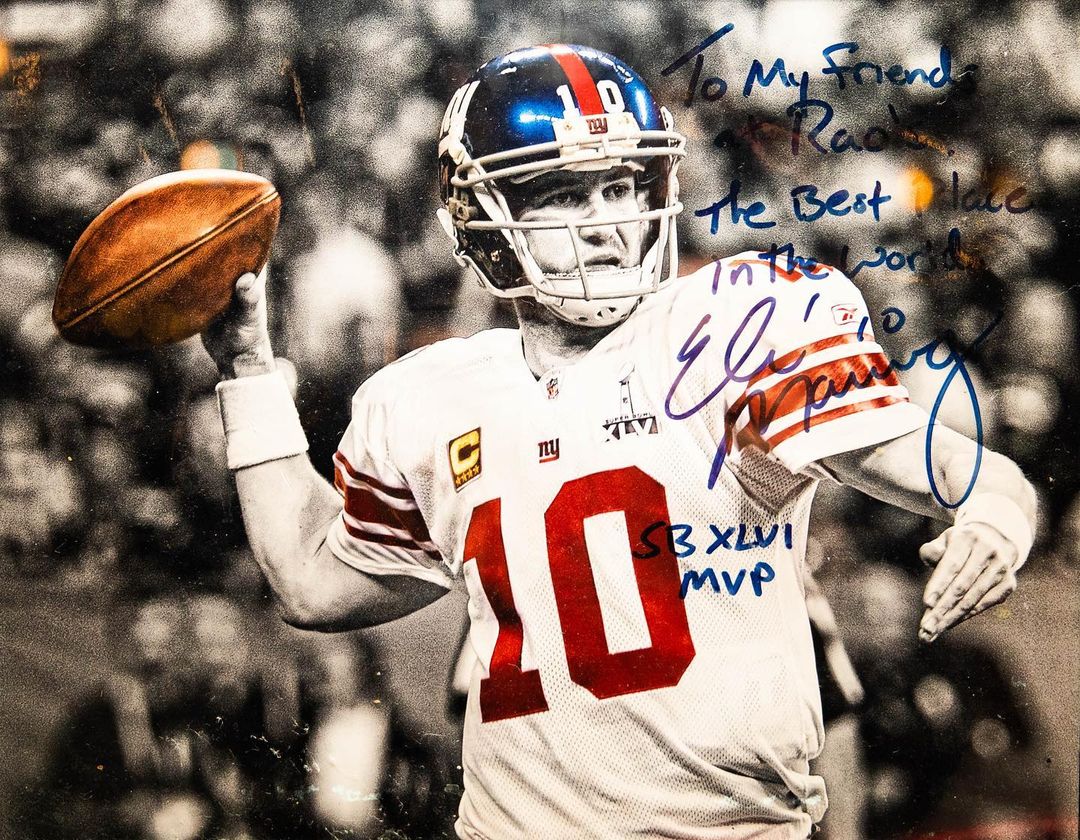 To My friends
at Rao's.
The Best Place
In the World
Eli
Manning
10
10
ny
C
SUPER BOWL
XLVI
ny
10
SB XLVI
MVP